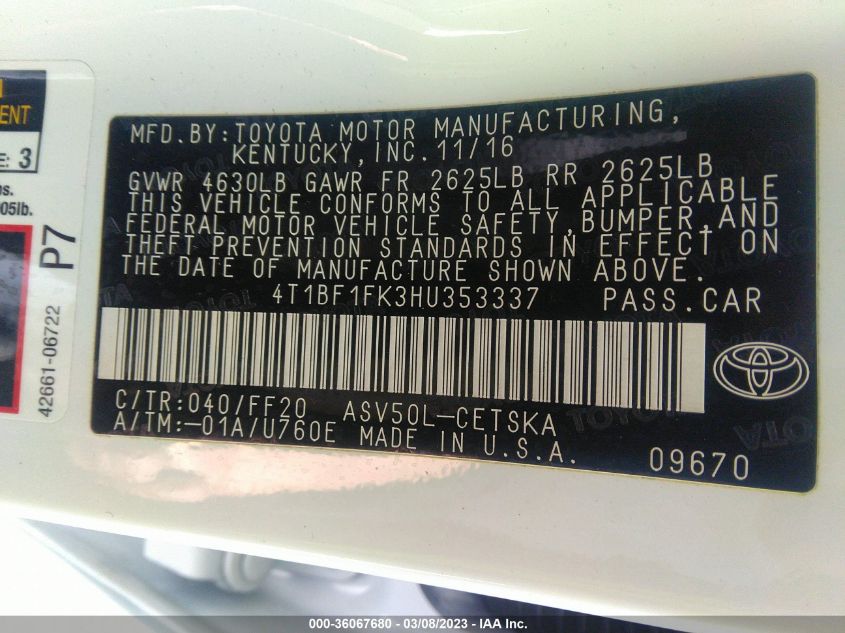 MFD.BY:TOYOTA MOTOR MANUFACTURING,
KENTUCKY,INC.11/16
GVWR 4630LB GAWR FR 2625LB RR 2625LB
THIS VEHICLE CONFORMS TO ALL APPLICABLE
FEDERAL MOTOR VEHICLE SAFETY,BUMPER,AND
THEFT PREVENTION STANDARDS IN EFFECT ON
THE DATE OF MANUFACTURE SHOWN ABOVE.
4T1BF1FK3HU353337 PASS.CAR
C/TR:040/FF20 ASV50L-CETSKA
A/TM:-01A/U760E MADE IN U.S.A.
09670
: 3
05lb.
P7
42661-06722
000-36067680 - 03/08/2023 - IAA Inc.